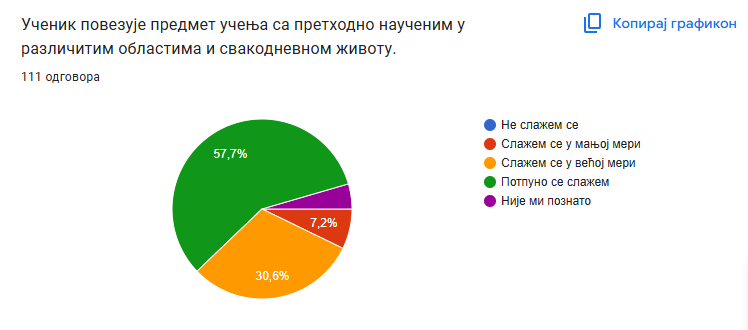 Ученик повезује предмет учења са претходно наученим у
различитим областима и свакодневном животу.
Копирај графикон
111 одговора
57,7%
7,2%
30,6%
Не слажем се
Слажем се у мањој мери
Слажем се у већој мери
Потпуно се слажем
Није ми познато